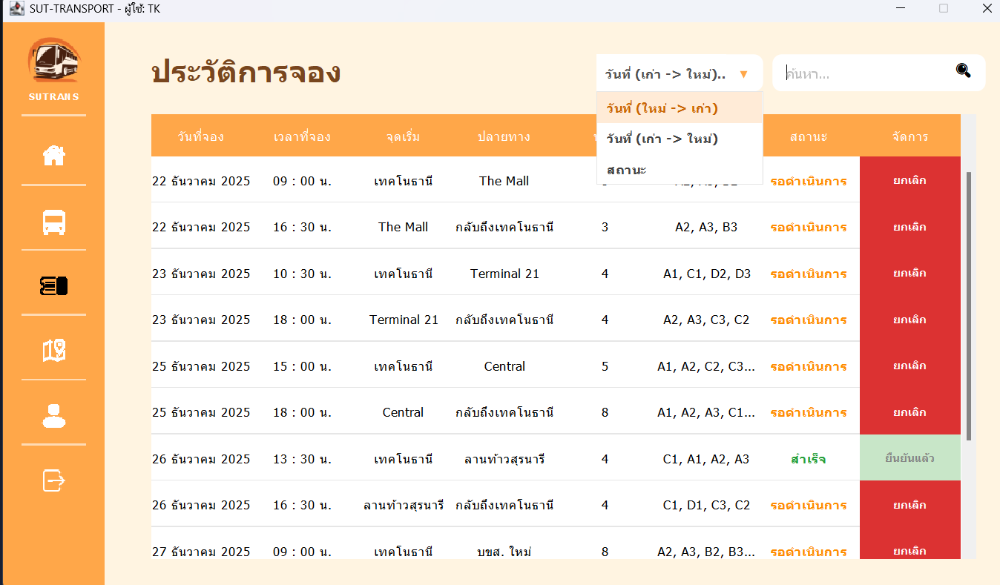 SUT-TRANSPORT - ผู้ใช้: TK
SUTRANS
ประวัติการจอง
วันที่ (เก่า -> ใหม่)..
▼
ค้นหา...
วันที่ (ใหม่ -> เก่า)
วันที่ (เก่า -> ใหม่)
สถานะ
วันที่จอง เวลาที่จอง จุดเริ่ม ปลายทาง สถานะ จัดการ
22 ธันวาคม 2025 09 : 00 น. เทคโนธานี The Mall รอดำเนินการ ยกเลิก
22 ธันวาคม 2025 16 : 30 น. The Mall กลับถึงเทคโนธานี 3 A2, A3, B3 รอดำเนินการ ยกเลิก
23 ธันวาคม 2025 10 : 30 น. เทคโนธานี Terminal 21 4 A1, C1, D2, D3 รอดำเนินการ ยกเลิก
23 ธันวาคม 2025 18 : 00 น. Terminal 21 กลับถึงเทคโนธานี 4 A2, A3, C3, C2 รอดำเนินการ ยกเลิก
25 ธันวาคม 2025 15 : 00 น. เทคโนธานี Central 5 A1, A2, C2, C3... รอดำเนินการ ยกเลิก
25 ธันวาคม 2025 18 : 00 น. Central กลับถึงเทคโนธานี 8 A1, A2, A3, C1... รอดำเนินการ ยกเลิก
26 ธันวาคม 2025 13 : 30 น. เทคโนธานี ลานท้าวสุรนารี 4 C1, A1, A2, A3 สำเร็จ ยืนยันแล้ว
26 ธันวาคม 2025 16 : 30 น. ลานท้าวสุรนารี กลับถึงเทคโนธานี 4 C1, D1, C3, C2 รอดำเนินการ ยกเลิก
27 ธันวาคม 2025 09 : 00 น. เทคโนธานี บขส. ใหม่ 8 A2, A3, B2, B3... รอดำเนินการ ยกเลิก